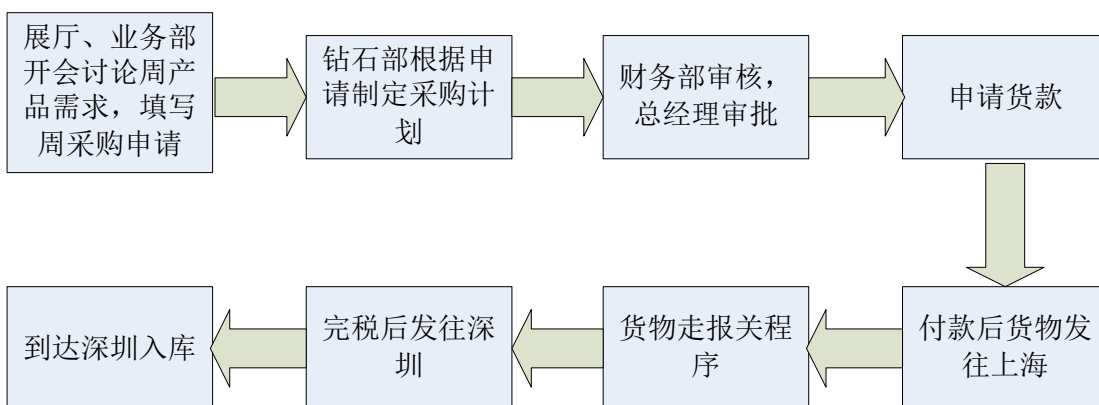 展厅、业务部
开会讨论周产
品需求，填写
周采购申请
钻石部根据申
请制定采购计
划
财务部审核，
总经理审批
申请货款
付款后货物发
往上海
货物走报关程
序
完税后发往深
圳
到达深圳入库